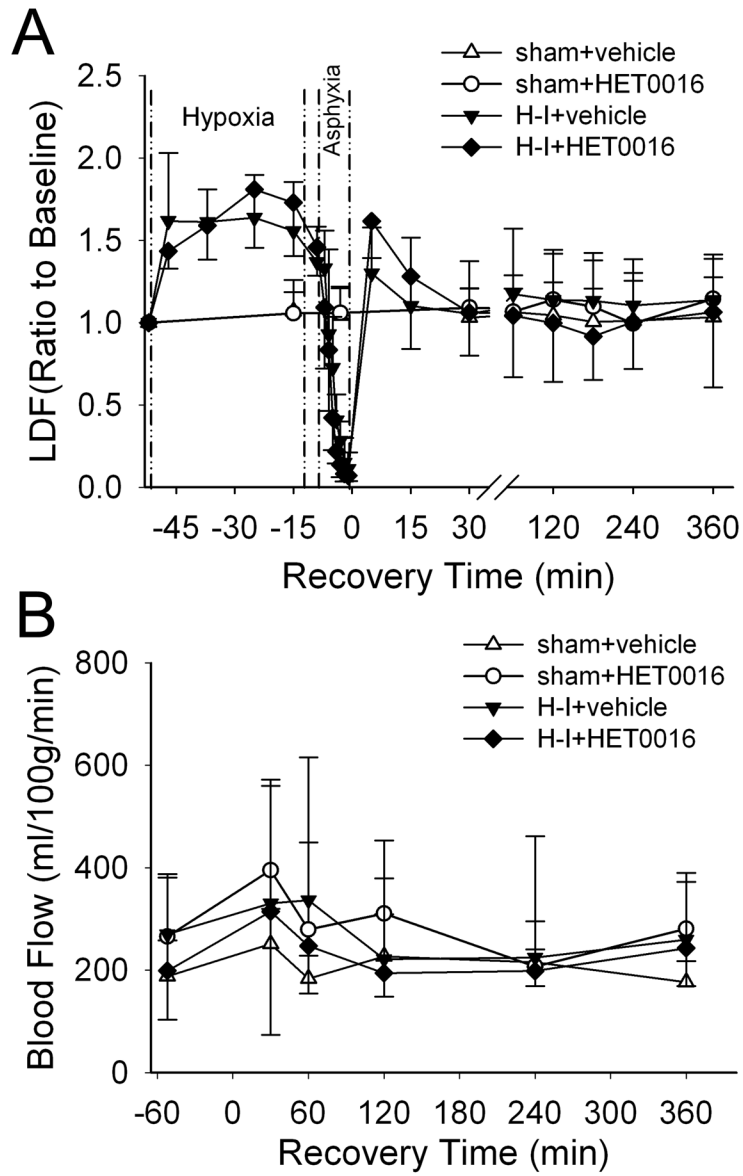 A
sham+vehicle
sham+HET0016
H-I+vehicle
H-I+HET0016
Hypoxia
Asphyxia
LDF(Ratio to Baseline)
2.5
2.0
1.5
1.0
0.5
0.0
-45 -30 -15 0 15 30 120 240 360
Recovery Time (min)
B
sham+vehicle
sham+HET0016
H-I+vehicle
H-I+HET0016
Blood Flow (ml/100g/min)
800
600
400
200
0
-60 0 60 120 180 240 300 360
Recovery Time (min)